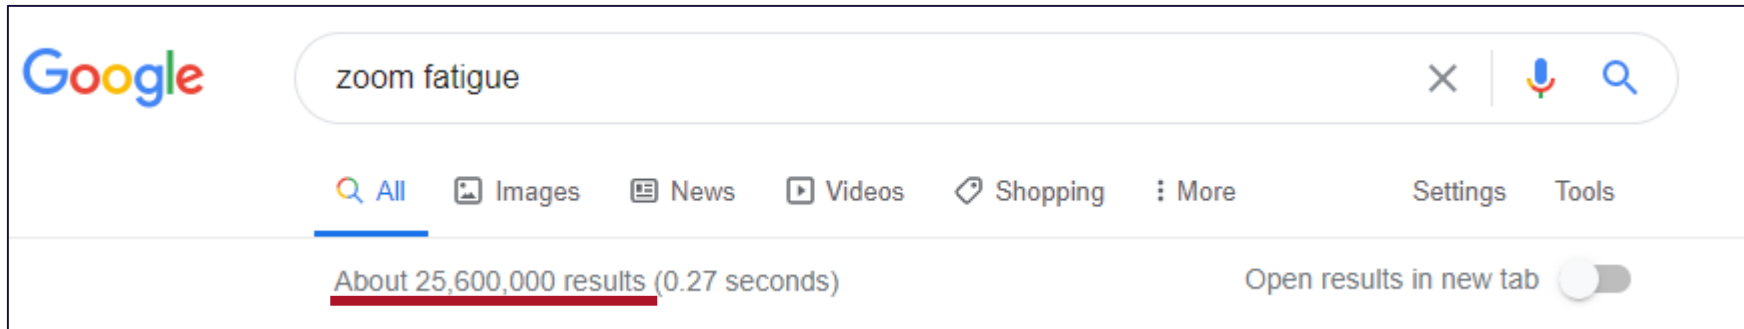 Google zoom fatigue
All Images News Videos Shopping More Settings Tools
About 25,600,000 results (0.27 seconds) Open results in new tab